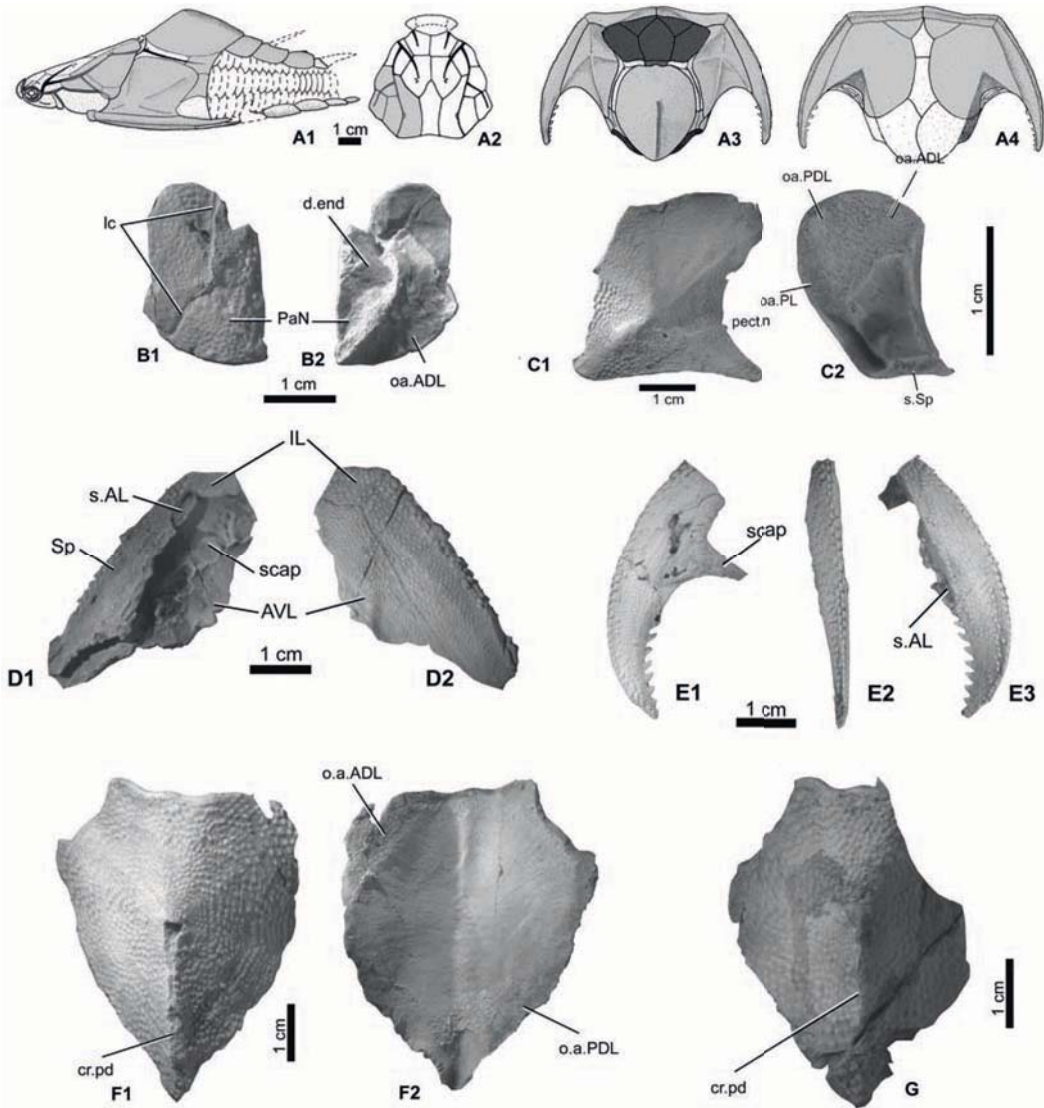 A1
1 cm
A2
A3
A4
lc
PaN
B1
d.end
B2
oa.ADL
1 cm
C1
pect.n
1 cm
oa.PDL
oa.ADL
oa.PL
C2
s.Sp
1 cm
IL
s.AL
Sp
scap
AVL
D1
1 cm
D2
scap
E1
1 cm
E2
s.AL
E3
cr.pd
F1
1 cm
o.a.ADL
F2
o.a.PDL
cr.pd
G
1 cm